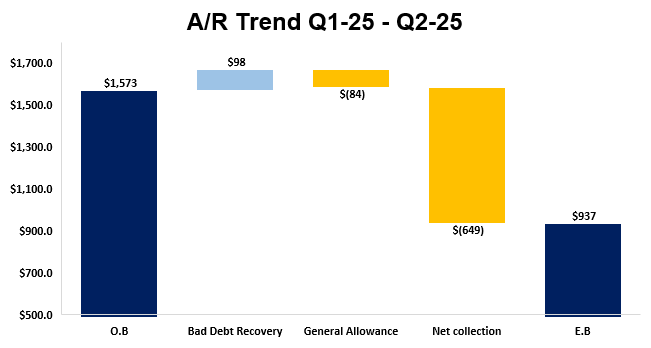 A/R Trend Q1-25 - Q2-25
$1,700.0
$1,500.0
$1,300.0
$1,100.0
$900.0
$700.0
$500.0
$1,573
$98
$(84)
$(649)
$937
O.B
Bad Debt Recovery
General Allowance
Net collection
E.B